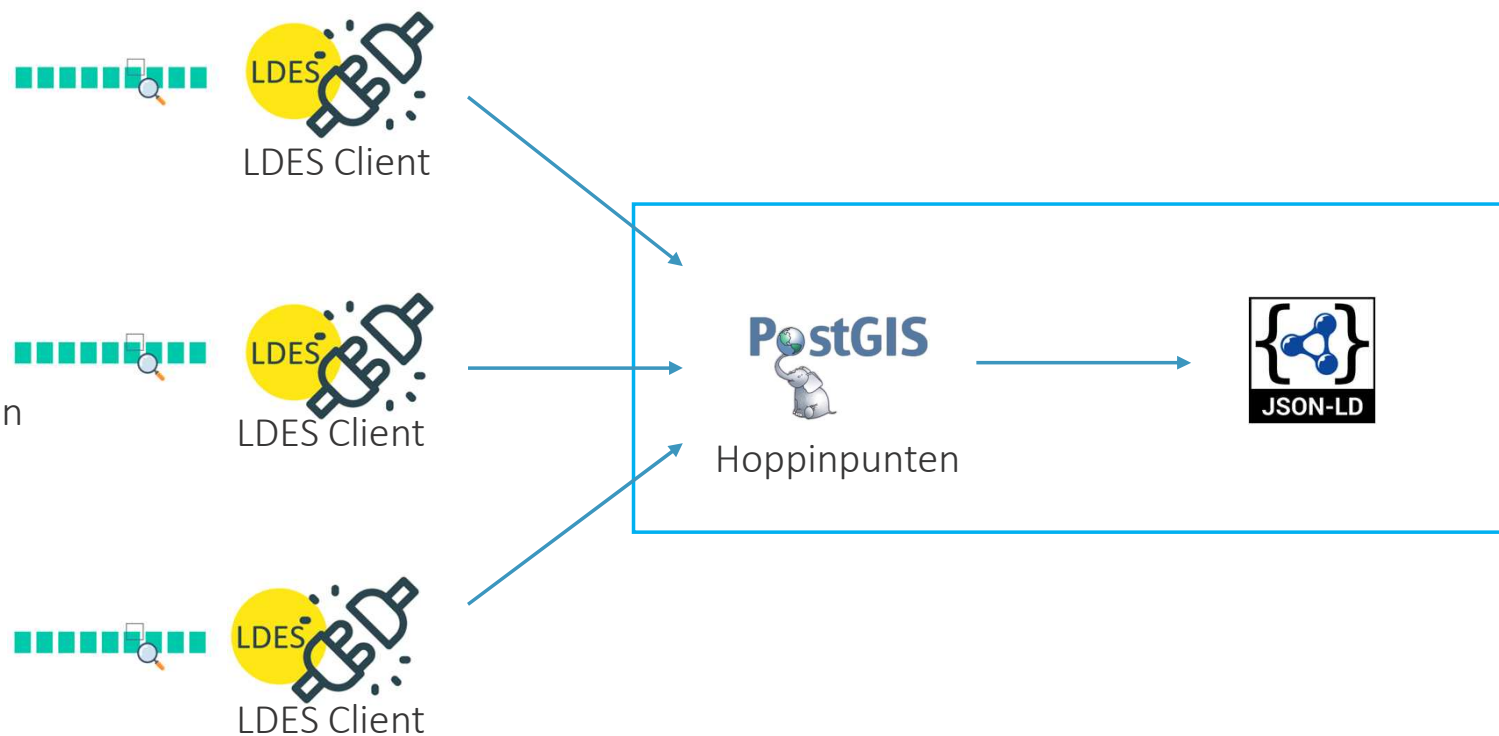 LDES
LDES Client
LDES
n
LDES Client
PostGIS
Hoppinpunten
JSON-LD
LDES
LDES Client